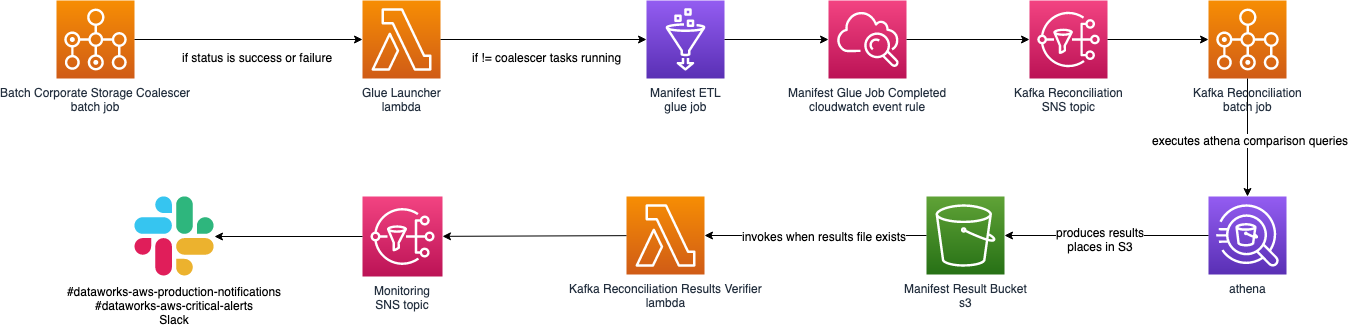 if status is success or failure
if != coalescer tasks running
Batch Corporate Storage Coalescer
batch job
Glue Launcher
lambda
Manifest ETL
glue job
Manifest Glue Job Completed
cloudwatch event rule
Kafka Reconciliation
SNS topic
Kafka Reconciliation
batch job
executes athena comparison queries
produces results
places in S3
invokes when results file exists
athena
Manifest Result Bucket
s3
Kafka Reconciliation Results Verifier
lambda
Monitoring
SNS topic
#dataworks-aws-production-notifications
#dataworks-aws-critical-alerts
Slack